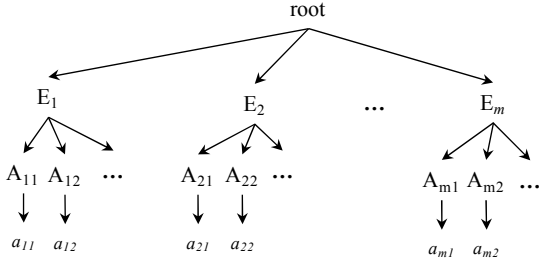 root
E₁ E₂ ... Eₘ
A₁₁ A₁₂ ... A₂₁ A₂₂ ... Aₘ₁ Aₘ₂ ...
a₁₁ a₁₂ a₂₁ a₂₂ aₘ₁ aₘ₂